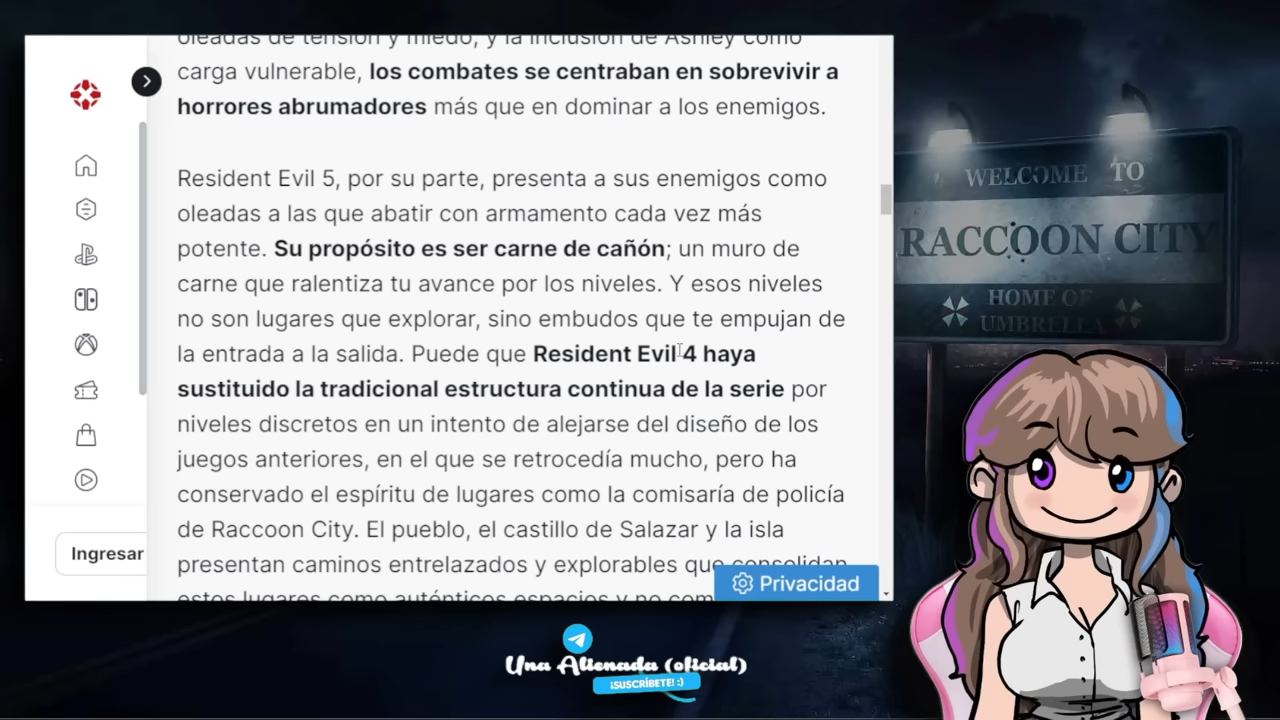 oleadas de tensión y miedo, y la inclusión de Ashley como
carga vulnerable, los combates se centraban en sobrevivir a
horrores abrumadores más que en dominar a los enemigos.
Resident Evil 5, por su parte, presenta a sus enemigos como
oleadas a las que abatir con armamento cada vez más
potente. Su propósito es ser carne de cañón; un muro de
carne que ralentiza tu avance por los niveles. Y esos niveles
no son lugares que explorar, sino embudos que te empujan de
la entrada a la salida. Puede que Resident Evil 4 haya
sustituido la tradicional estructura continua de la serie por
niveles discretos en un intento de alejarse del diseño de los
juegos anteriores, en el que se retrocedía mucho, pero ha
conservado el espíritu de lugares como la comisaría de policía
de Raccoon City. El pueblo, el castillo de Salazar y la isla
presentan caminos entrelazados y explorables que consolidan
estos lugares como auténticos espacios y no com
Ingresar
Privacidad
WELCOME TO
RACCOON CITY
HOME OF
UMBRELLA
Una Alienada (oficial)
¡SUSCRÍBETE! :)